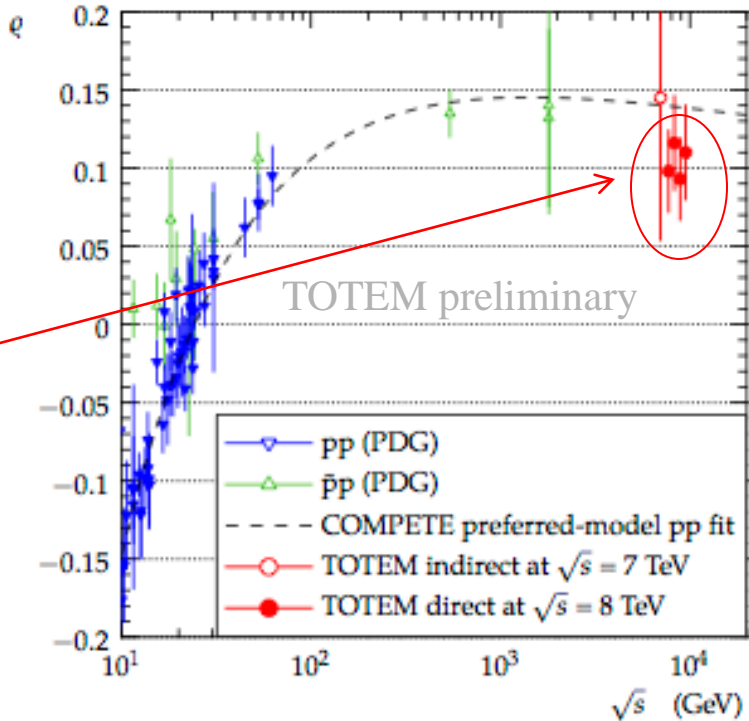 ϱ
0.2
0.15
0.1
0.05
0
−0.05
−0.1
−0.15
−0.2
TOTEM preliminary
pp (PDG)
p̄p (PDG)
COMPETE preferred-model pp fit
TOTEM indirect at √s = 7 TeV
TOTEM direct at √s = 8 TeV
10¹ 10² 10³ 10⁴
√s (GeV)